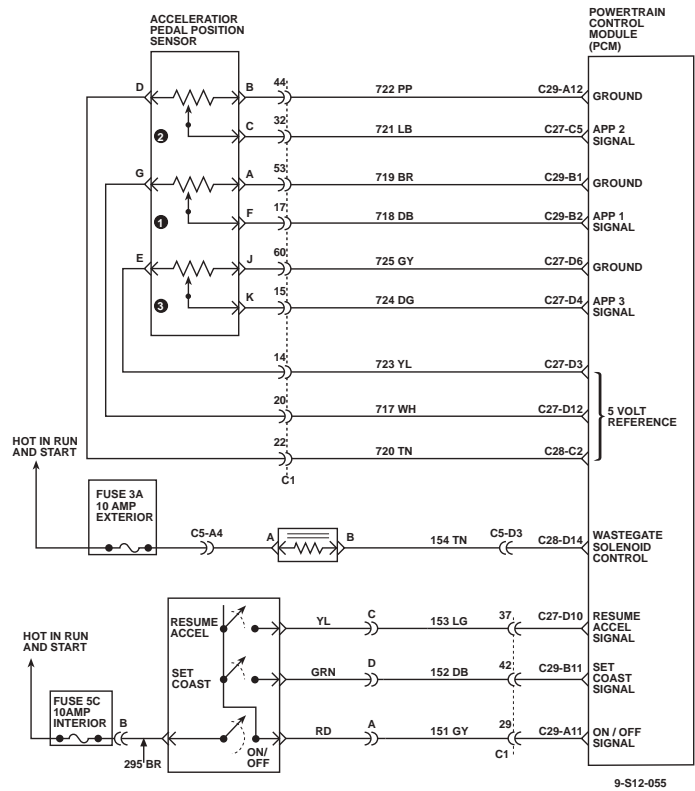 ACCELERATIOR
PEDAL POSITION
SENSOR
POWERTRAIN
CONTROL
MODULE
(PCM)
D
B
44
722 PP
C29-A12
GROUND
2
C
32
721 LB
C27-C5
APP 2
SIGNAL
G
A
53
719 BR
C29-B1
GROUND
1
F
17
718 DB
C29-B2
APP 1
SIGNAL
E
J
60
725 GY
C27-D6
GROUND
3
K
15
724 DG
C27-D4
APP 3
SIGNAL
14
723 YL
C27-D3
20
717 WH
C27-D12
5 VOLT
REFERENCE
22
720 TN
C28-C2
C1
HOT IN RUN
AND START
FUSE 3A
10 AMP
EXTERIOR
C5-A4
A
B
154 TN
C5-D3
C28-D14
WASTEGATE
SOLENOID
CONTROL
RESUME
ACCEL
YL
C
153 LG
37
C27-D10
RESUME
ACCEL
SIGNAL
HOT IN RUN
AND START
SET
COAST
GRN
D
152 DB
42
C29-B11
SET
COAST
SIGNAL
FUSE 5C
10AMP
INTERIOR
B
295 BR
ON/
OFF
RD
A
151 GY
29
C1
C29-A11
ON / OFF
SIGNAL
9-S12-055